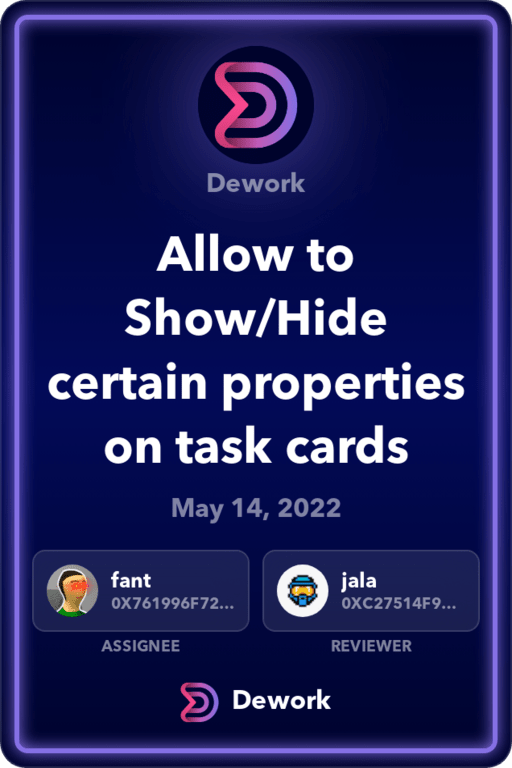 Dework
Allow to
Show/Hide
certain properties
on task cards
May 14, 2022
fant
0X761996F72...
jala
0XC27514F9...
ASSIGNEE
REVIEWER
Dework